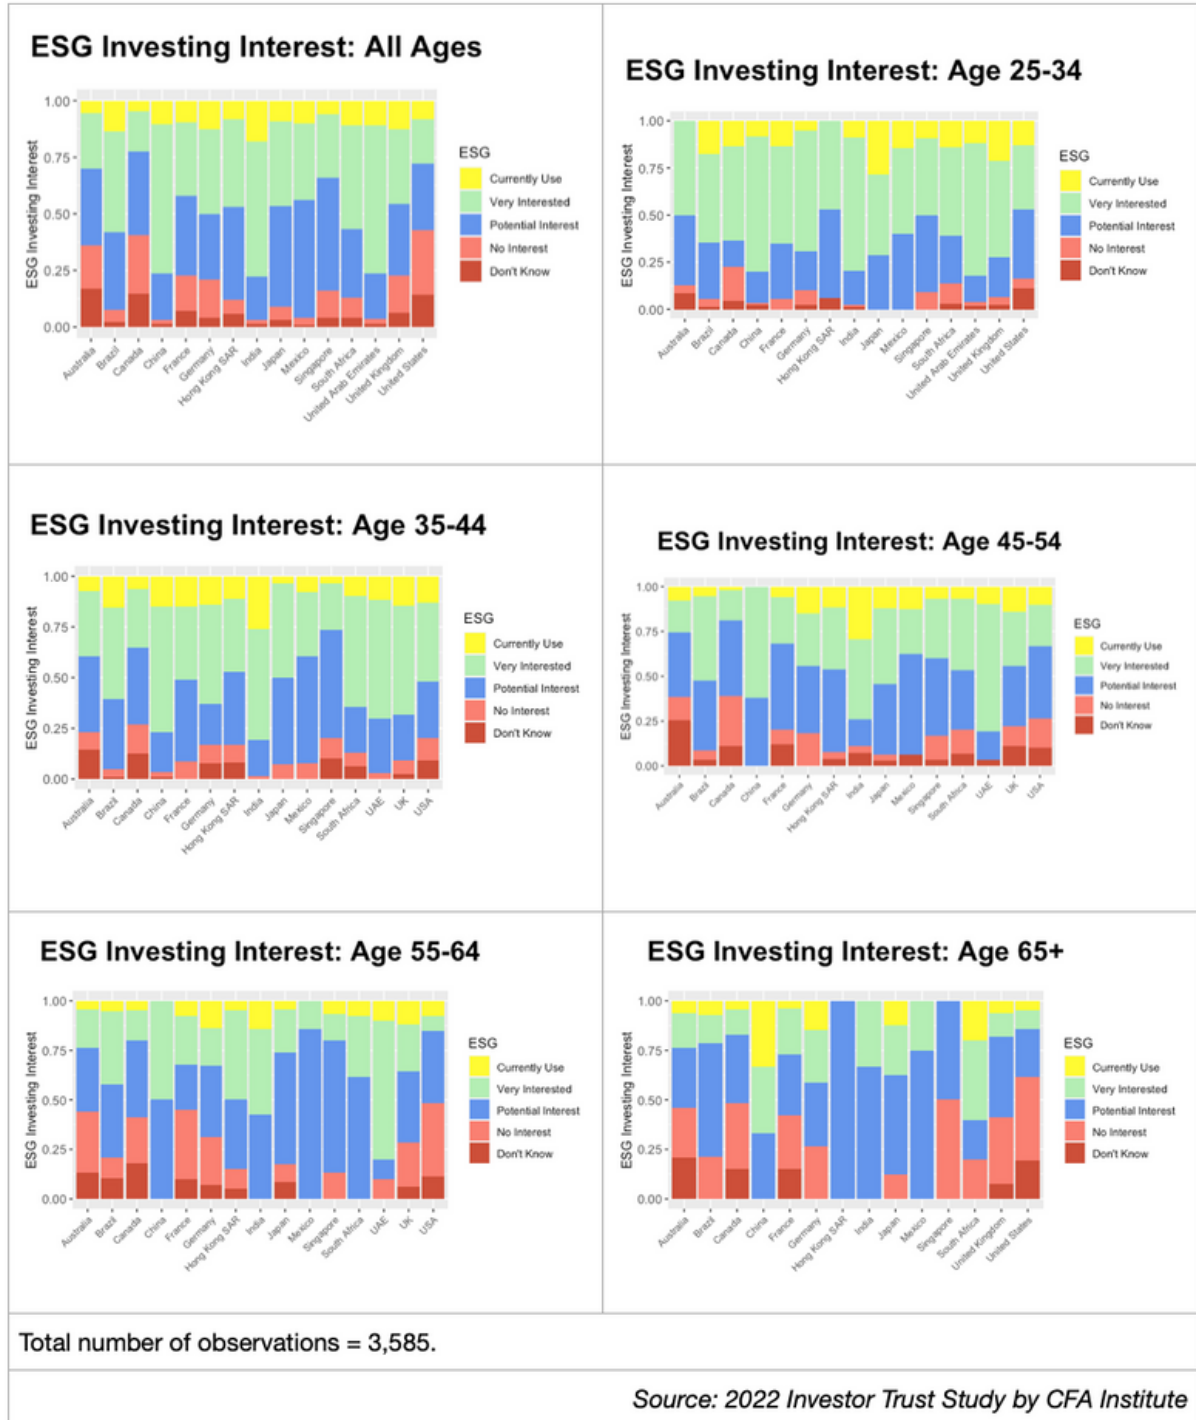 ESG Investing Interest: All Ages
ESG Investing Interest
1.00
0.75
0.50
0.25
0.00
Australia
Brazil
Canada
China
France
Germany
Hong Kong SAR
India
Japan
Mexico
Singapore
South Africa
United Arab Emirates
United Kingdom
United States
ESG
Currently Use
Very Interested
Potential Interest
No Interest
Don't Know
ESG Investing Interest: Age 25-34
ESG Investing Interest
1.00
0.75
0.50
0.25
0.00
Australia
Brazil
Canada
China
France
Germany
Hong Kong SAR
India
Japan
Mexico
Singapore
South Africa
United Arab Emirates
United Kingdom
United States
ESG
Currently Use
Very Interested
Potential Interest
No Interest
Don't Know
ESG Investing Interest: Age 35-44
ESG Investing Interest
1.00
0.75
0.50
0.25
0.00
Australia
Brazil
Canada
China
France
Germany
Hong Kong SAR
India
Japan
Mexico
Singapore
South Africa
UAE
UK
USA
ESG
Currently Use
Very Interested
Potential Interest
No Interest
Don't Know
ESG Investing Interest: Age 45-54
ESG Investing Interest
1.00
0.75
0.50
0.25
0.00
Australia
Brazil
Canada
China
France
Germany
Hong Kong SAR
India
Japan
Mexico
Singapore
South Africa
UAE
UK
USA
ESG
Currently Use
Very Interested
Potential Interest
No Interest
Don't Know
ESG Investing Interest: Age 55-64
ESG Investing Interest
1.00
0.75
0.50
0.25
0.00
Australia
Brazil
Canada
China
France
Germany
Hong Kong SAR
India
Japan
Mexico
Singapore
South Africa
UAE
UK
USA
ESG
Currently Use
Very Interested
Potential Interest
No Interest
Don't Know
ESG Investing Interest: Age 65+
ESG Investing Interest
1.00
0.75
0.50
0.25
0.00
Australia
Brazil
Canada
China
France
Germany
Hong Kong SAR
India
Japan
Mexico
Singapore
South Africa
United Kingdom
United States
ESG
Currently Use
Very Interested
Potential Interest
No Interest
Don't Know
Total number of observations = 3,585.
Source: 2022 Investor Trust Study by CFA Institute